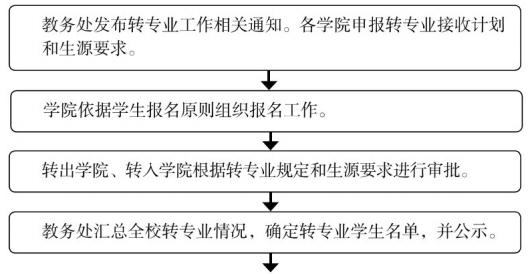 教务处发布转专业工作相关通知。各学院申报转专业接收计划
和生源要求。
学院依据学生报名原则组织报名工作。
转出学院、转入学院根据转专业规定和生源要求进行审批。
教务处汇总全校转专业情况，确定转专业学生名单，并公示。